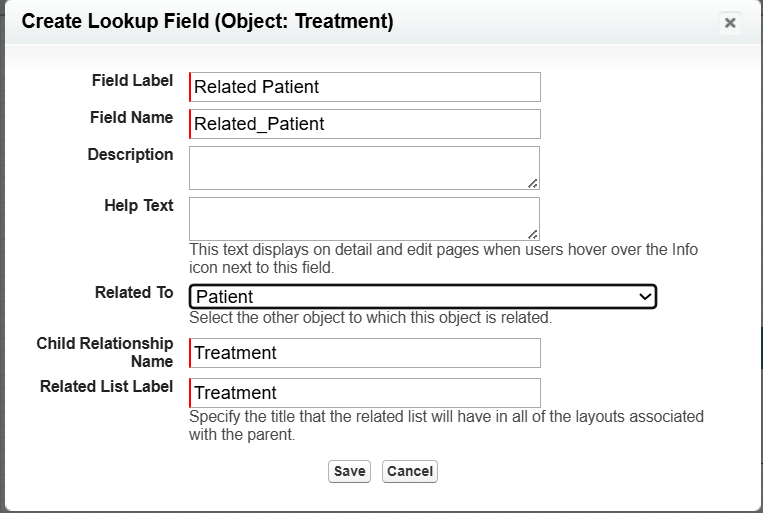 Create Lookup Field (Object: Treatment)
Field Label
Related Patient
Field Name
Related_Patient
Description
Help Text
This text displays on detail and edit pages when users hover over the Info
icon next to this field.
Related To
Patient
Select the other object to which this object is related.
Child Relationship
Name
Treatment
Related List Label
Treatment
Specify the title that the related list will have in all of the layouts associated
with the parent.
Save
Cancel